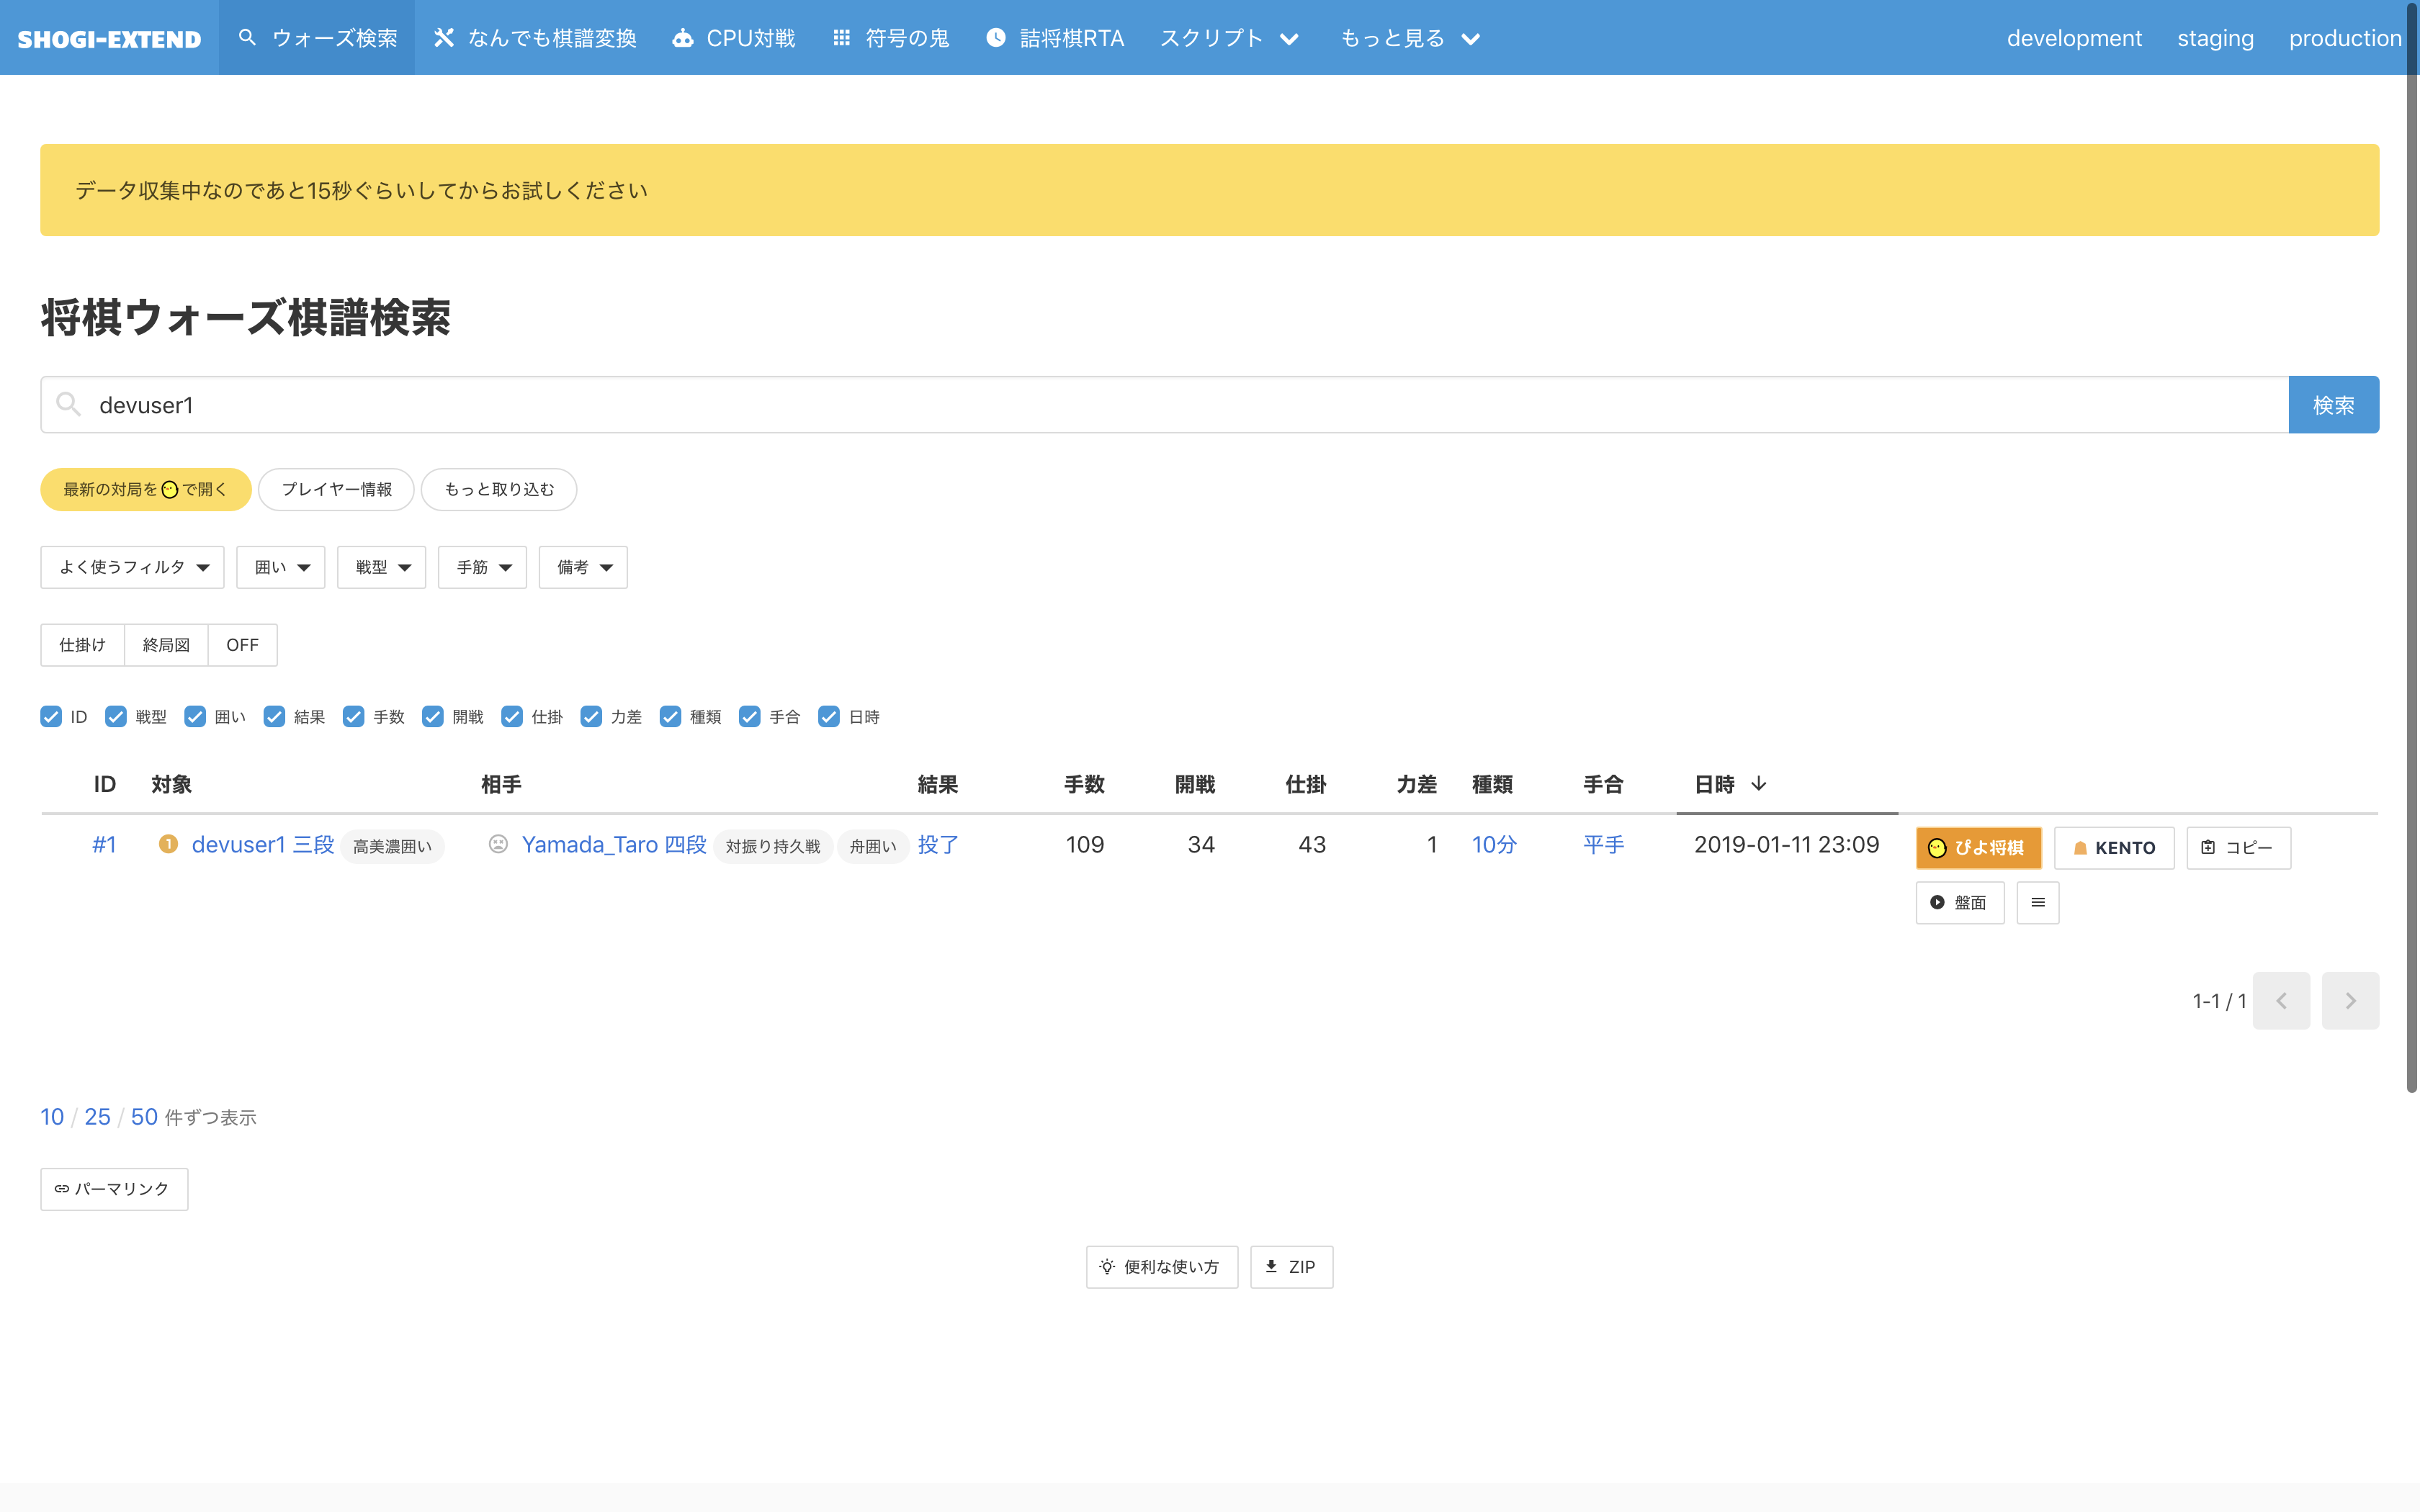 SHOGI-EXTEND ウォーズ検索 なんでも棋譜変換 CPU対戦 符号の鬼 詰将棋RTA スクリプト もっと見る development staging production
データ収集中なのであと15秒ぐらいしてからお試しください
将棋ウォーズ棋譜検索
devuser1 検索
最新の対局を で開く プレイヤー情報 もっと取り込む
よく使うフィルタ 囲い 戦型 手筋 備考
仕掛け 終局図 OFF
ID 戦型 囲い 結果 手数 開戦 仕掛 力差 種類 手合 日時
ID 対象 相手 結果 手数 開戦 仕掛 力差 種類 手合 日時
#1 1 devuser1 三段 高美濃囲い Yamada_Taro 四段 対振り持久戦 舟囲い 投了 109 34 43 1 10分 平手 2019-01-11 23:09 ぴよ将棋 KENTO コピー
盤面
1-1 / 1
10 / 25 / 50 件ずつ表示
パーマリンク
便利な使い方 ZIP